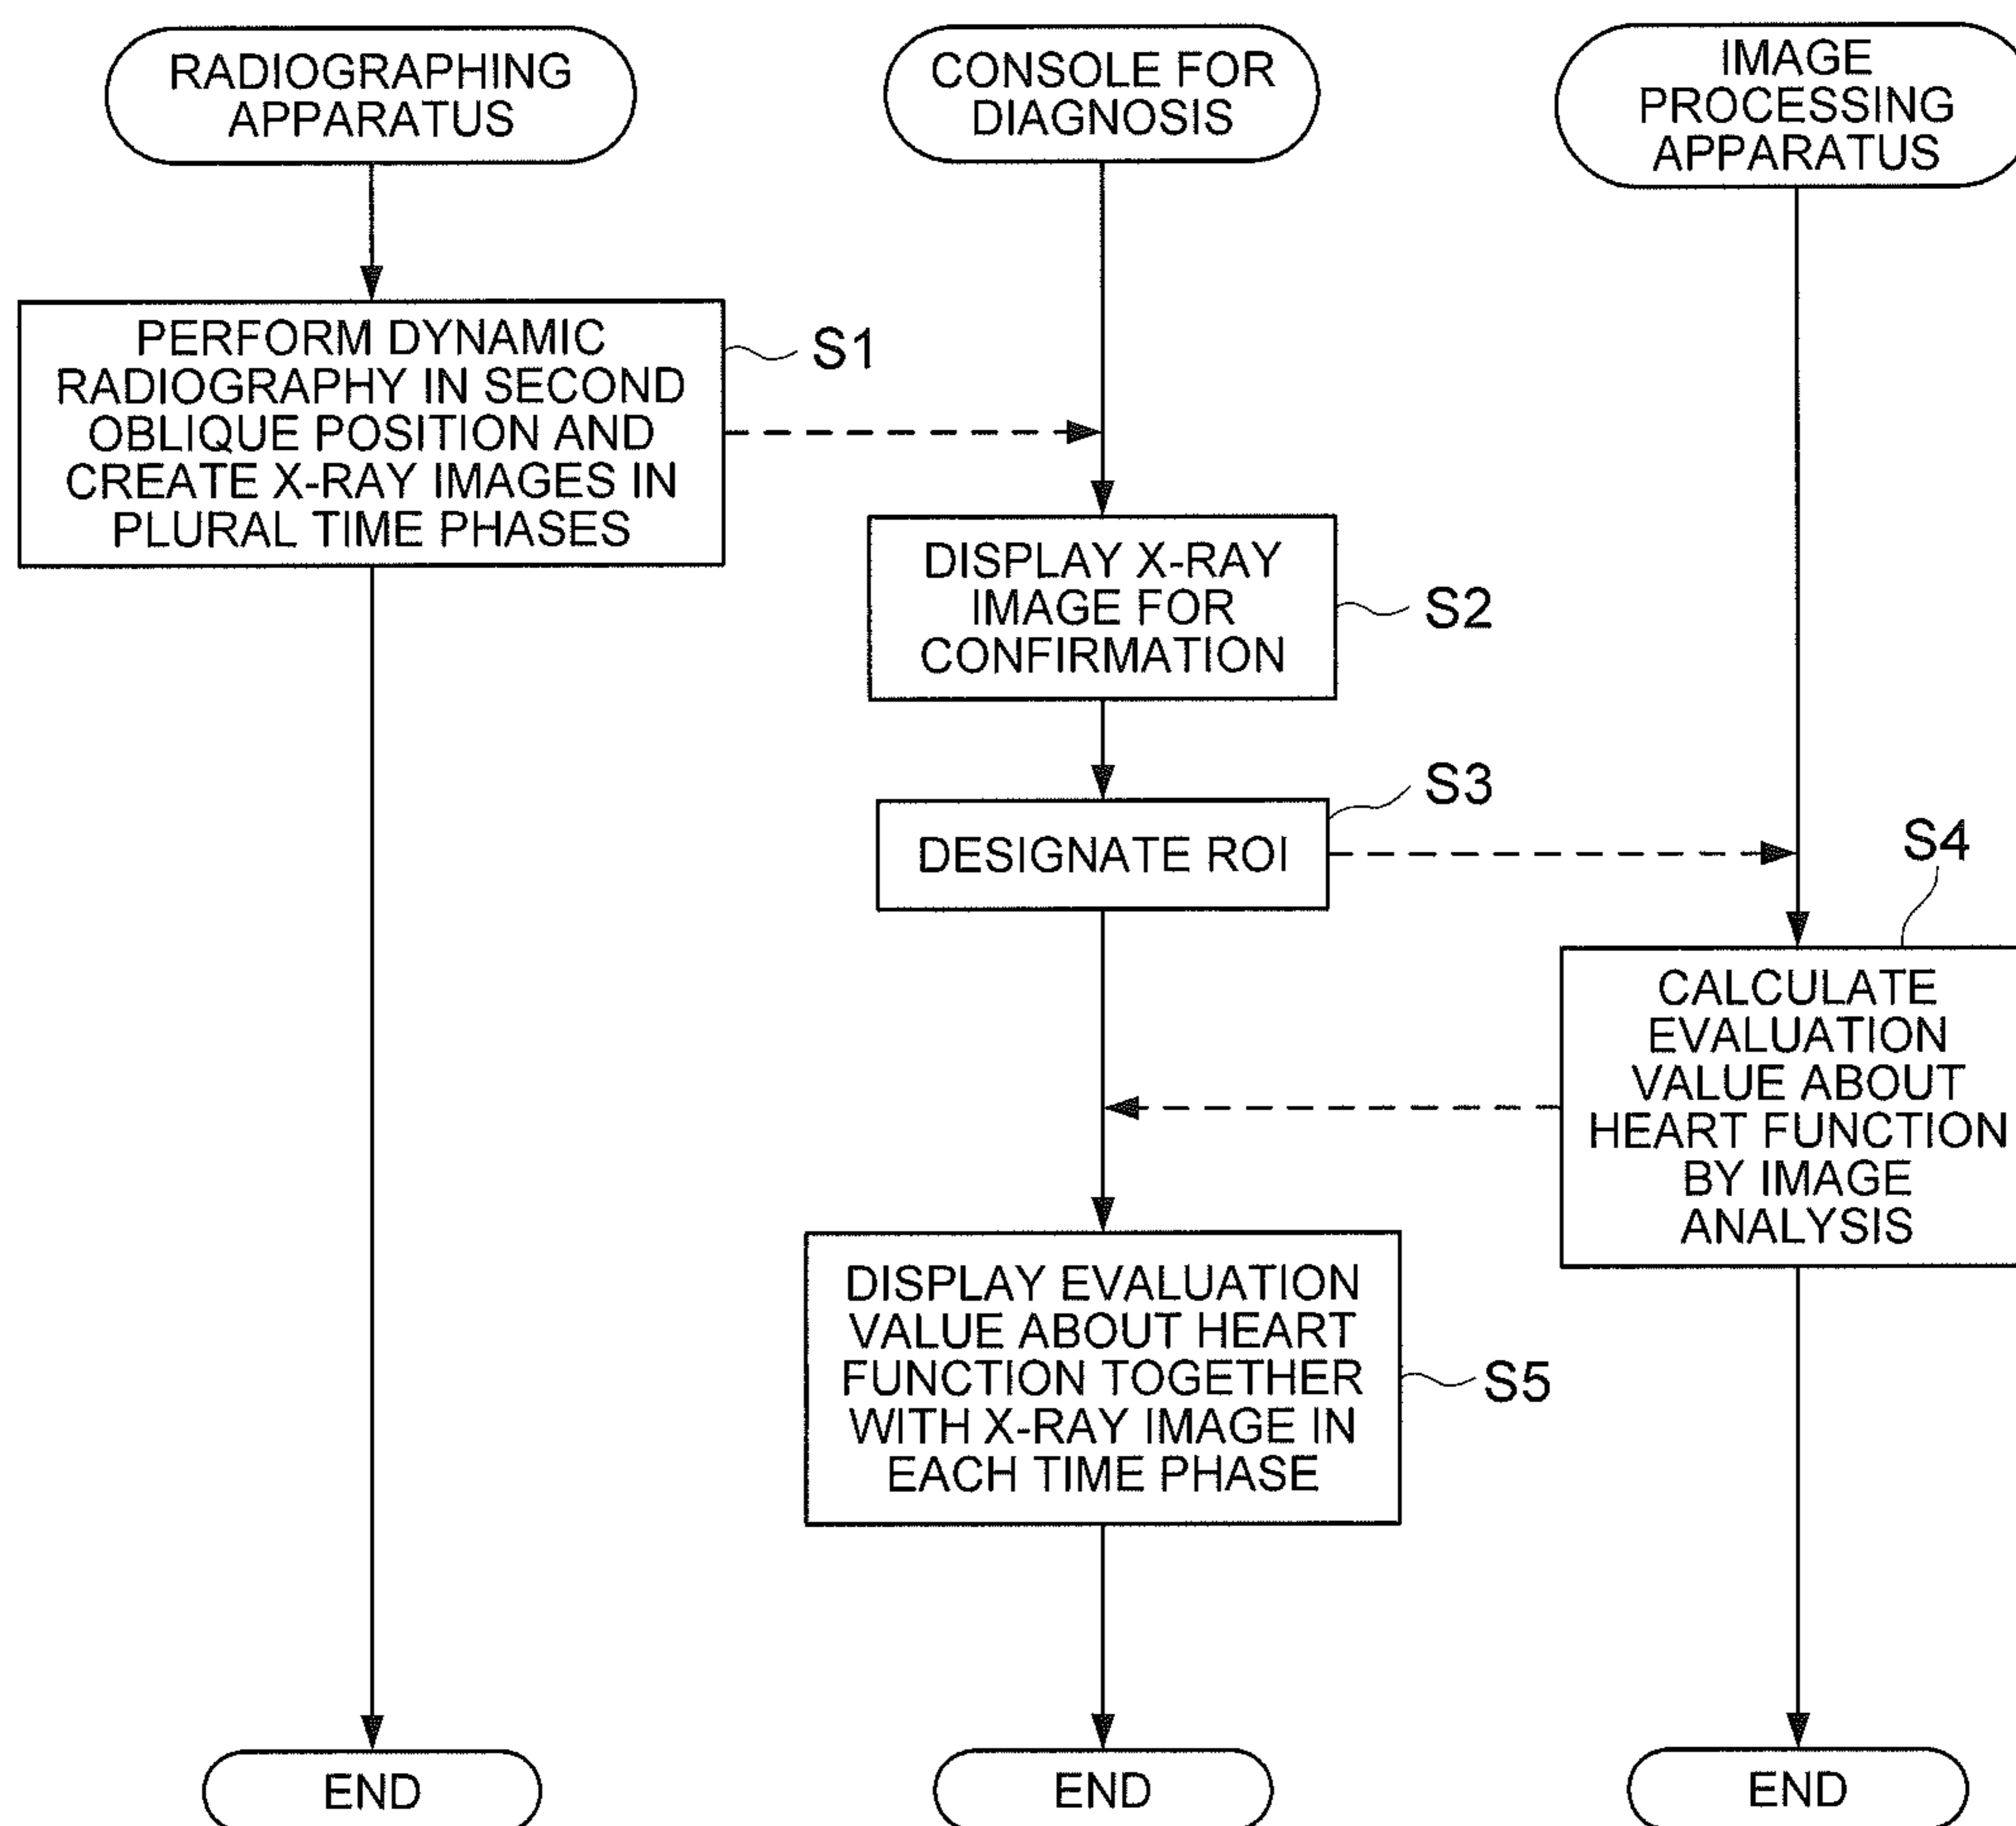 RADIOGRAPHING
APPARATUS
CONSOLE FOR
DIAGNOSIS
IMAGE
PROCESSING
APPARATUS
PERFORM DYNAMIC
RADIOGRAPHY IN SECOND
OBLIQUE POSITION AND
CREATE X-RAY IMAGES IN
PLURAL TIME PHASES
S1
DISPLAY X-RAY
IMAGE FOR
CONFIRMATION
S2
DESIGNATE ROI
S3
S4
CALCULATE
EVALUATION
VALUE ABOUT
HEART FUNCTION
BY IMAGE
ANALYSIS
DISPLAY EVALUATION
VALUE ABOUT HEART
FUNCTION TOGETHER
WITH X-RAY IMAGE IN
EACH TIME PHASE
S5
END
END
END